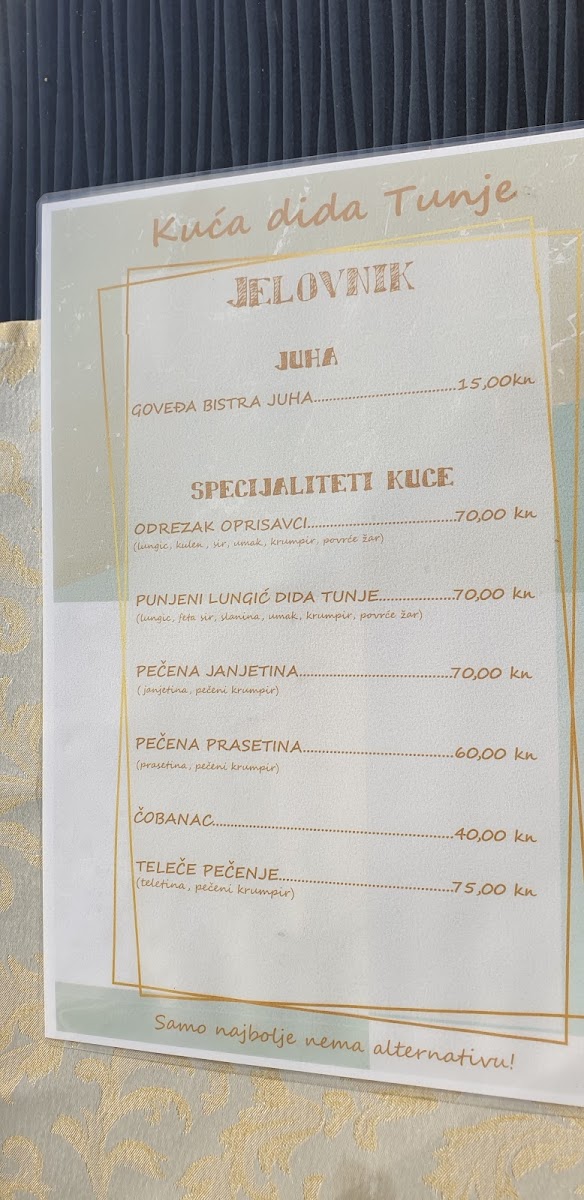 Kuća dida Tunje
JELOVNIK
JUHA
GOVEĐA BISTRA JUHA..........15,00kn
SPECIJALITETI KUCE
ODREZAK OPRISAVCI..........70,00 kn
(lungic, kulen, sir, umak, krumpir, povrće žar)
PUNJENI LUNGIĆ DIDA TUNJE..........70,00 kn
(lungic, feta sir, slanina, umak, krumpir, povrće žar)
PEČENA JANJETINA..........70,00 kn
(janjetina, pečeni krumpir)
PEČENA PRASETINA..........60,00 kn
(prasetina, pečeni krumpir)
ČOBANAC..........40,00 kn
TELEČE PEČENJE..........75,00 kn
(teletina, pečeni krumpir)
Samo najbolje nema alternativu!